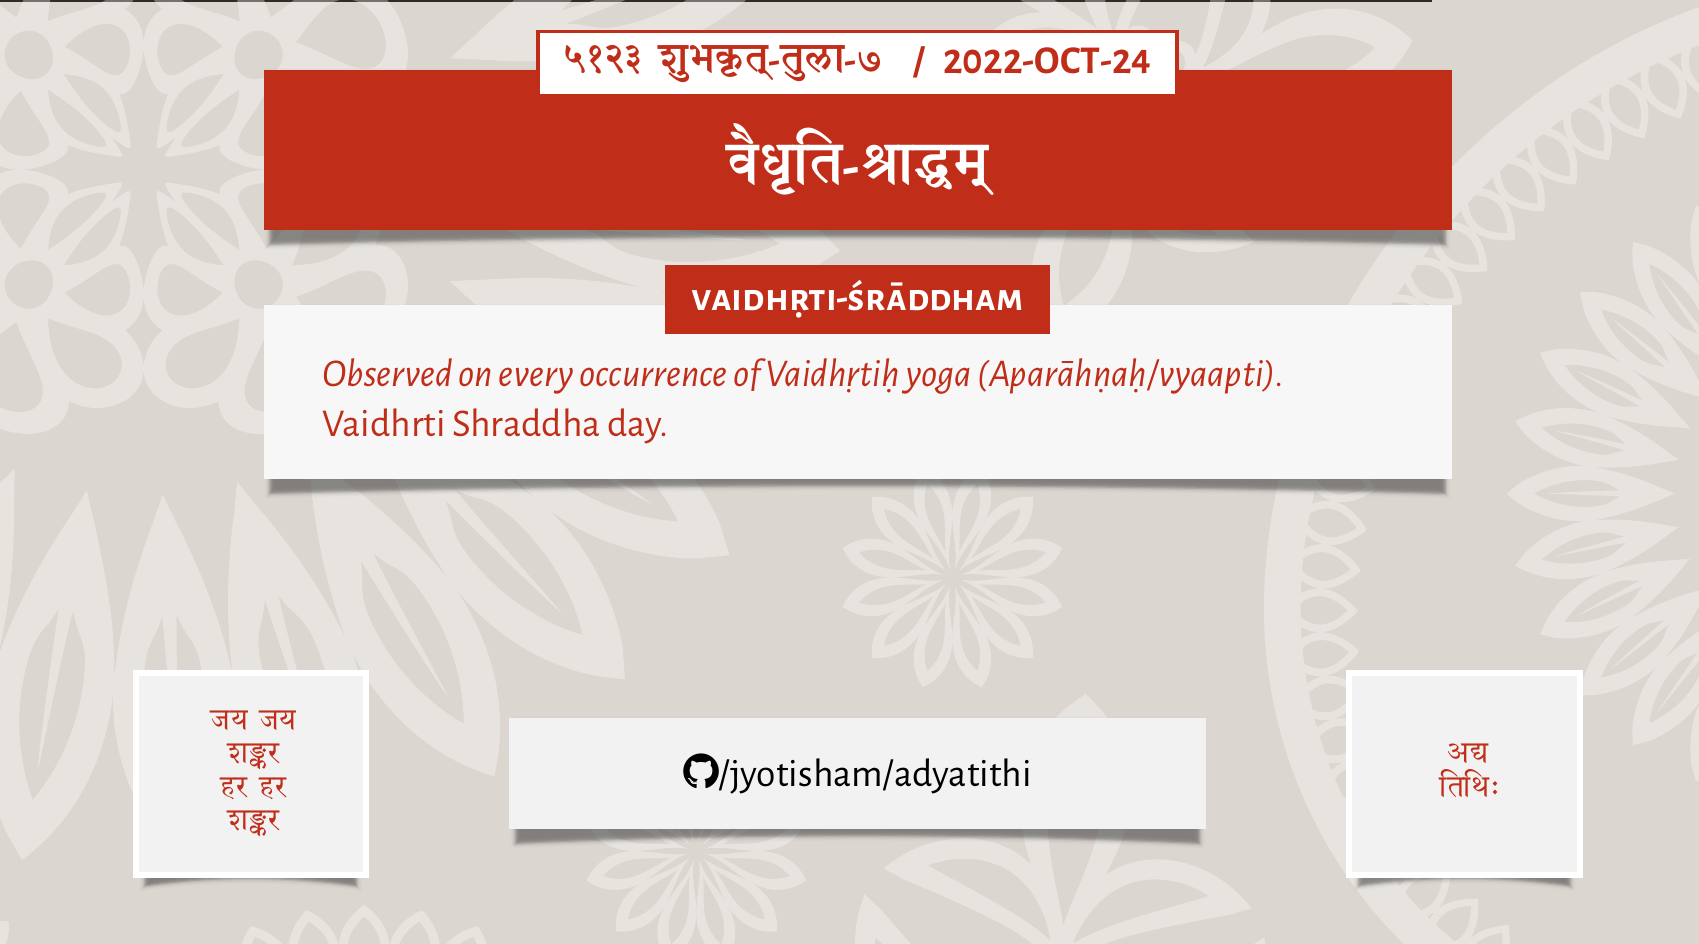 ५१२३ शुभकृत्-तुला-७ / 2022-OCT-24
वैधृति-श्राद्धम्
VAIDHṚTI-ŚRĀDDHAM
Observed on every occurrence of Vaidhṛtiḥ yoga (Aparāhṇaḥ/vyaapti).
Vaidhrti Shraddha day.
जय जय
शङ्कर
हर हर
शङ्कर
/jyotisham/adyatithi
अद्य
तिथिः